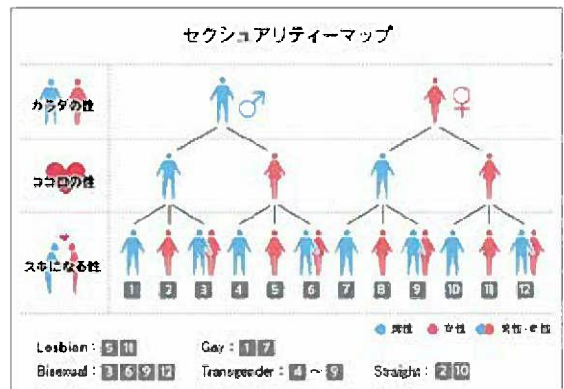 セクシュアリティーマップ
カラダの性
ココロの性
スキになる性
1 2 3 4 5 6 7 8 9 10 11 12
男性 女性 男性・女性
Lesbian : 5 11 Gay : 1 7
Bisexual : 3 6 9 12 Transgender : 4 ~ 9 Straight : 2 10